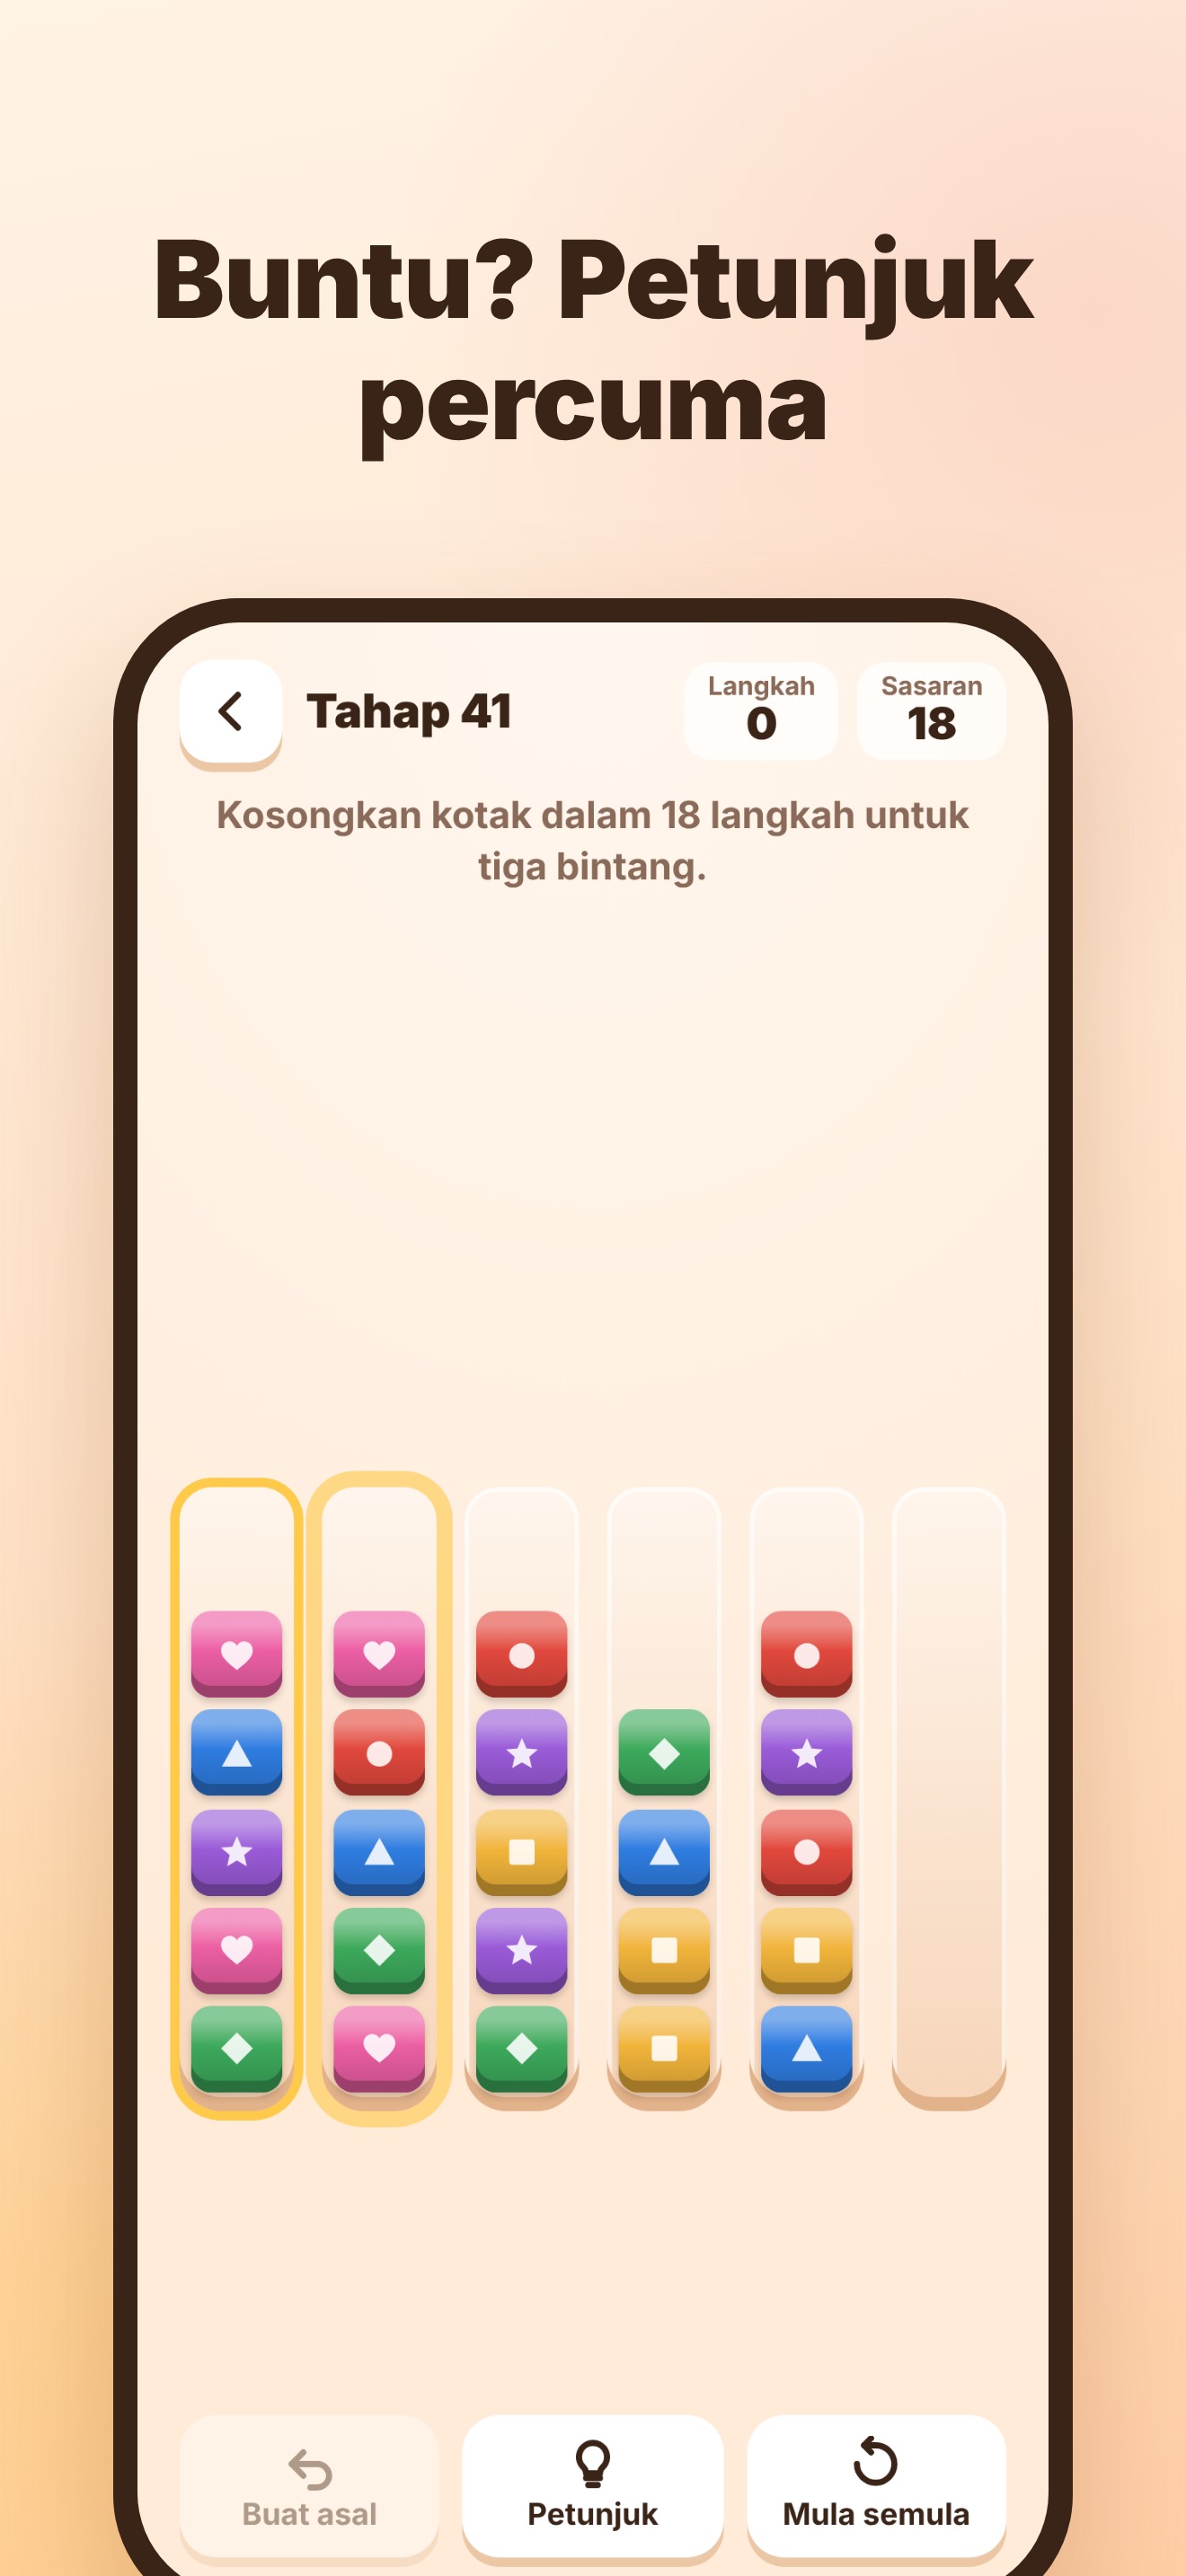 Buntu? Petunjuk
percuma
Tahap 41
Langkah
0
Sasaran
18
Kosongkan kotak dalam 18 langkah untuk
tiga bintang.
Buat asal
Petunjuk
Mula semula